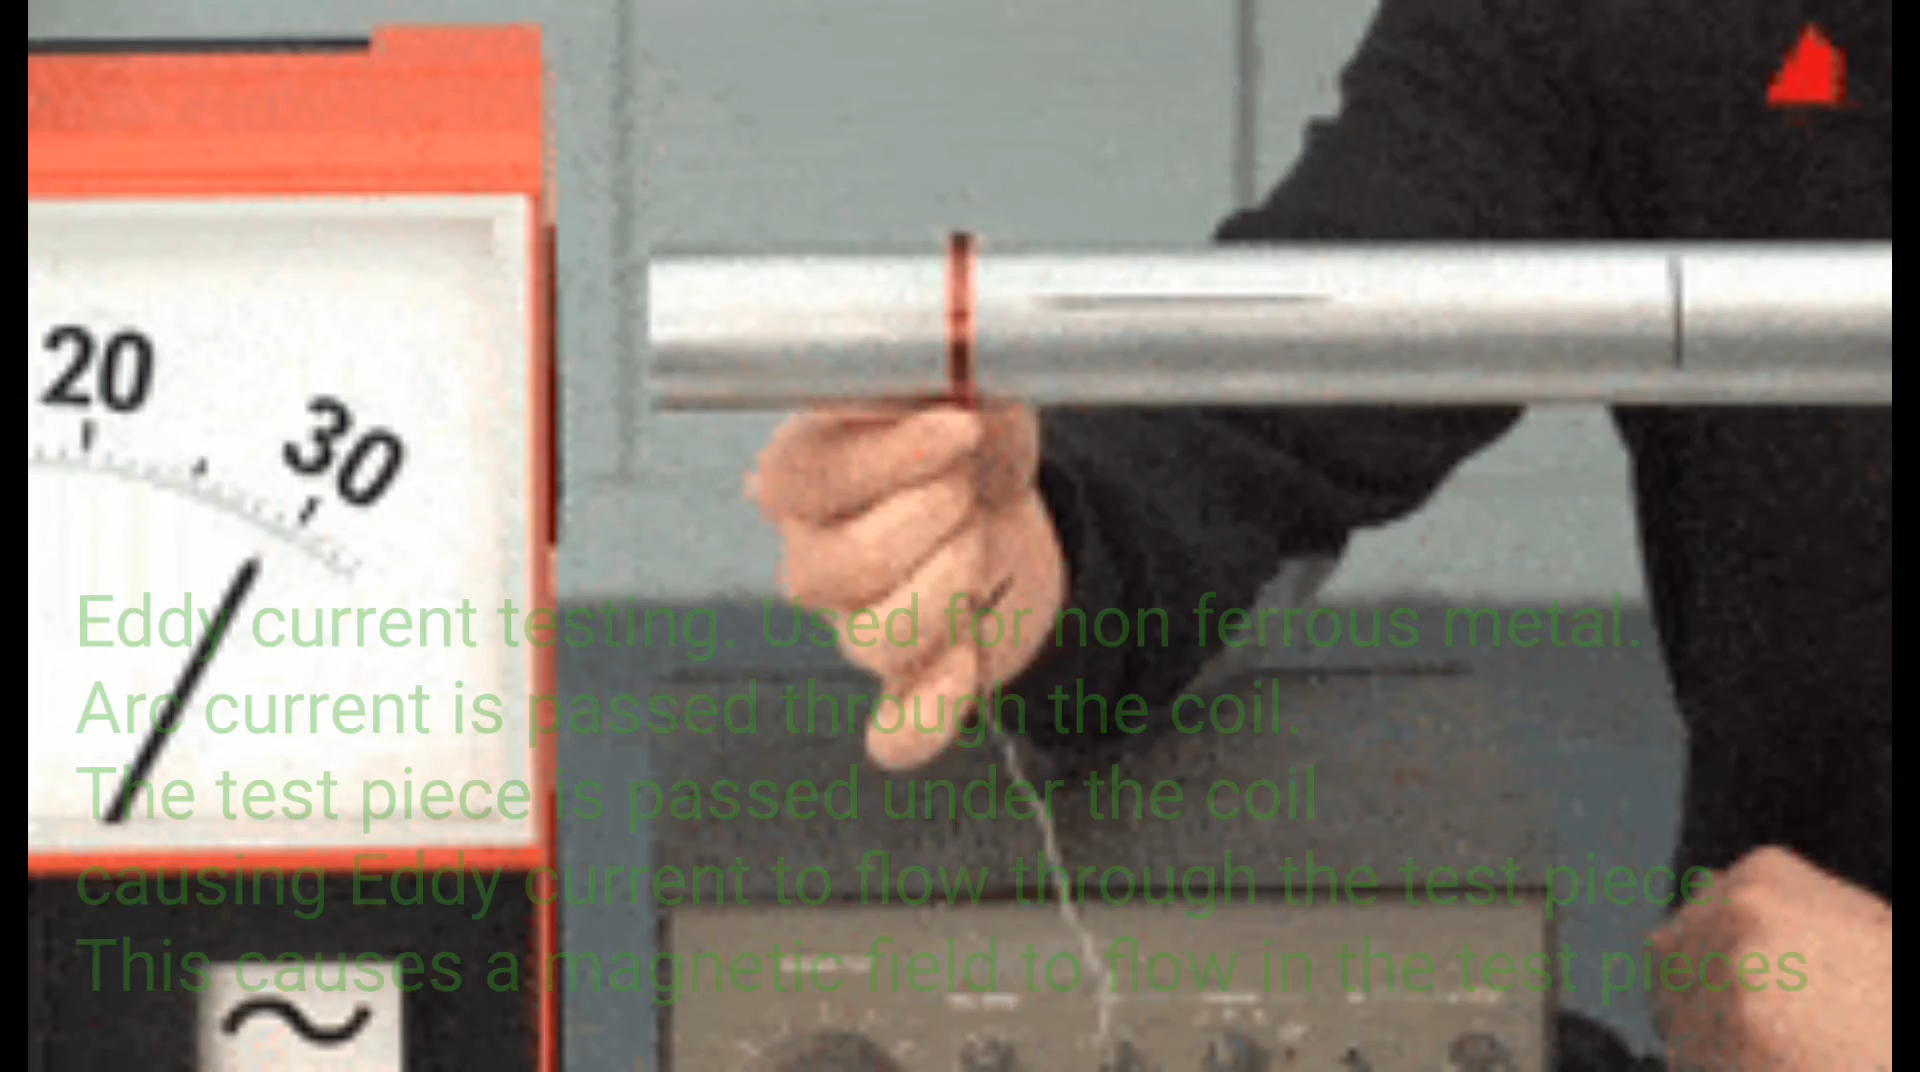 20
30
Eddy current testing. Used for non ferrous metal.
Arc current is passed through the coil.
The test piece is passed under the coil
causing Eddy current to flow through the test piece.
This causes a magnetic field to flow in the test pieces
~